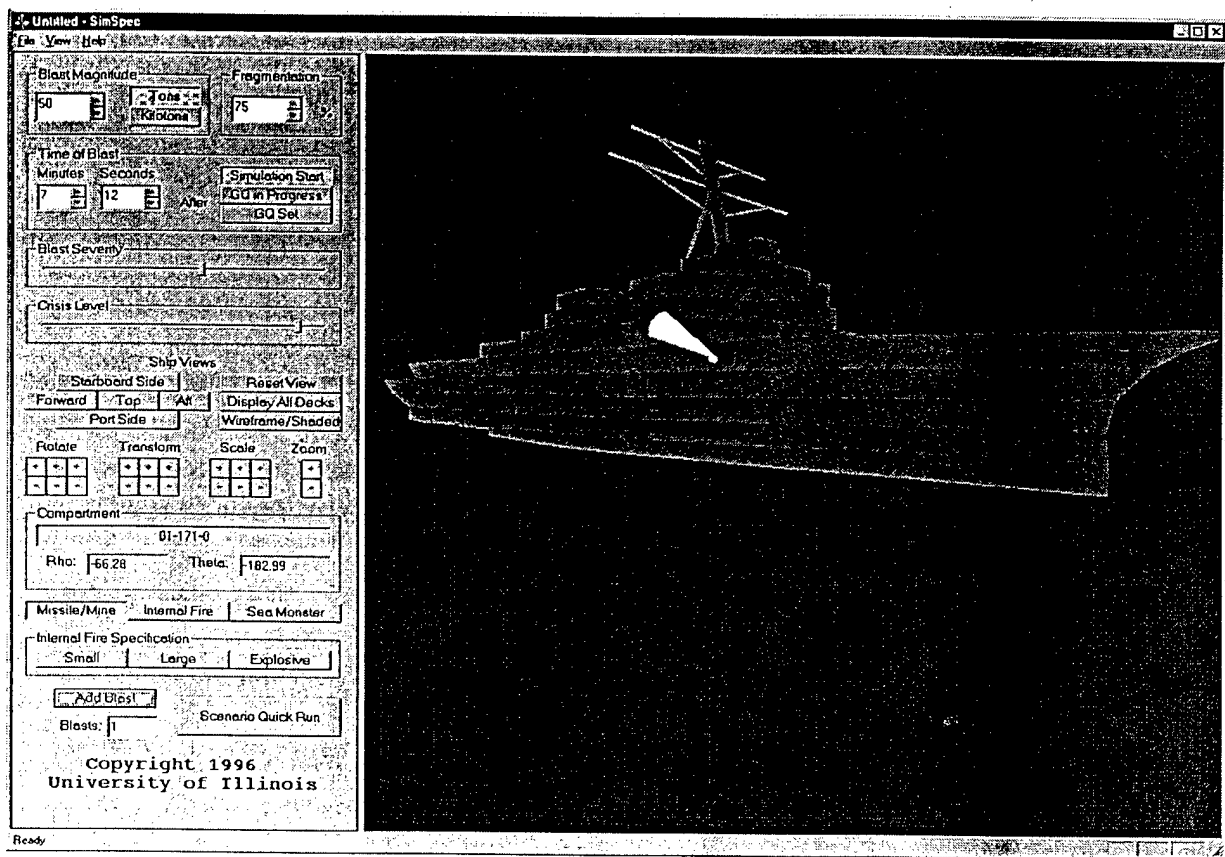 Untitled - SimSpec
File View Help
Blast Magnitude
Fragmentation
50
Tons
Kilotons
75
%
Time of Blast
Minutes Seconds
7
12
After
Simulation Start
GQ in Progress
GQ Set
Blast Severity
Crisis Level
Ship Views
Starboard Side
Reset View
Forward
Top
Aft
Display All Decks
Port Side
Wireframe/Shaded
Rotate
Transform
Scale
Zoom
+ + +
+ + +
+ + +
+
- - -
- - -
- - -
-
Compartment
01-171-0
Rho:
-66.28
Theta:
-182.99
Missile/Mine
Internal Fire
Sea Monster
Internal Fire Specification
Small
Large
Explosive
Add Blast
Blasts:
1
Scenario Quick Run
Copyright 1996
University of Illinois
Ready